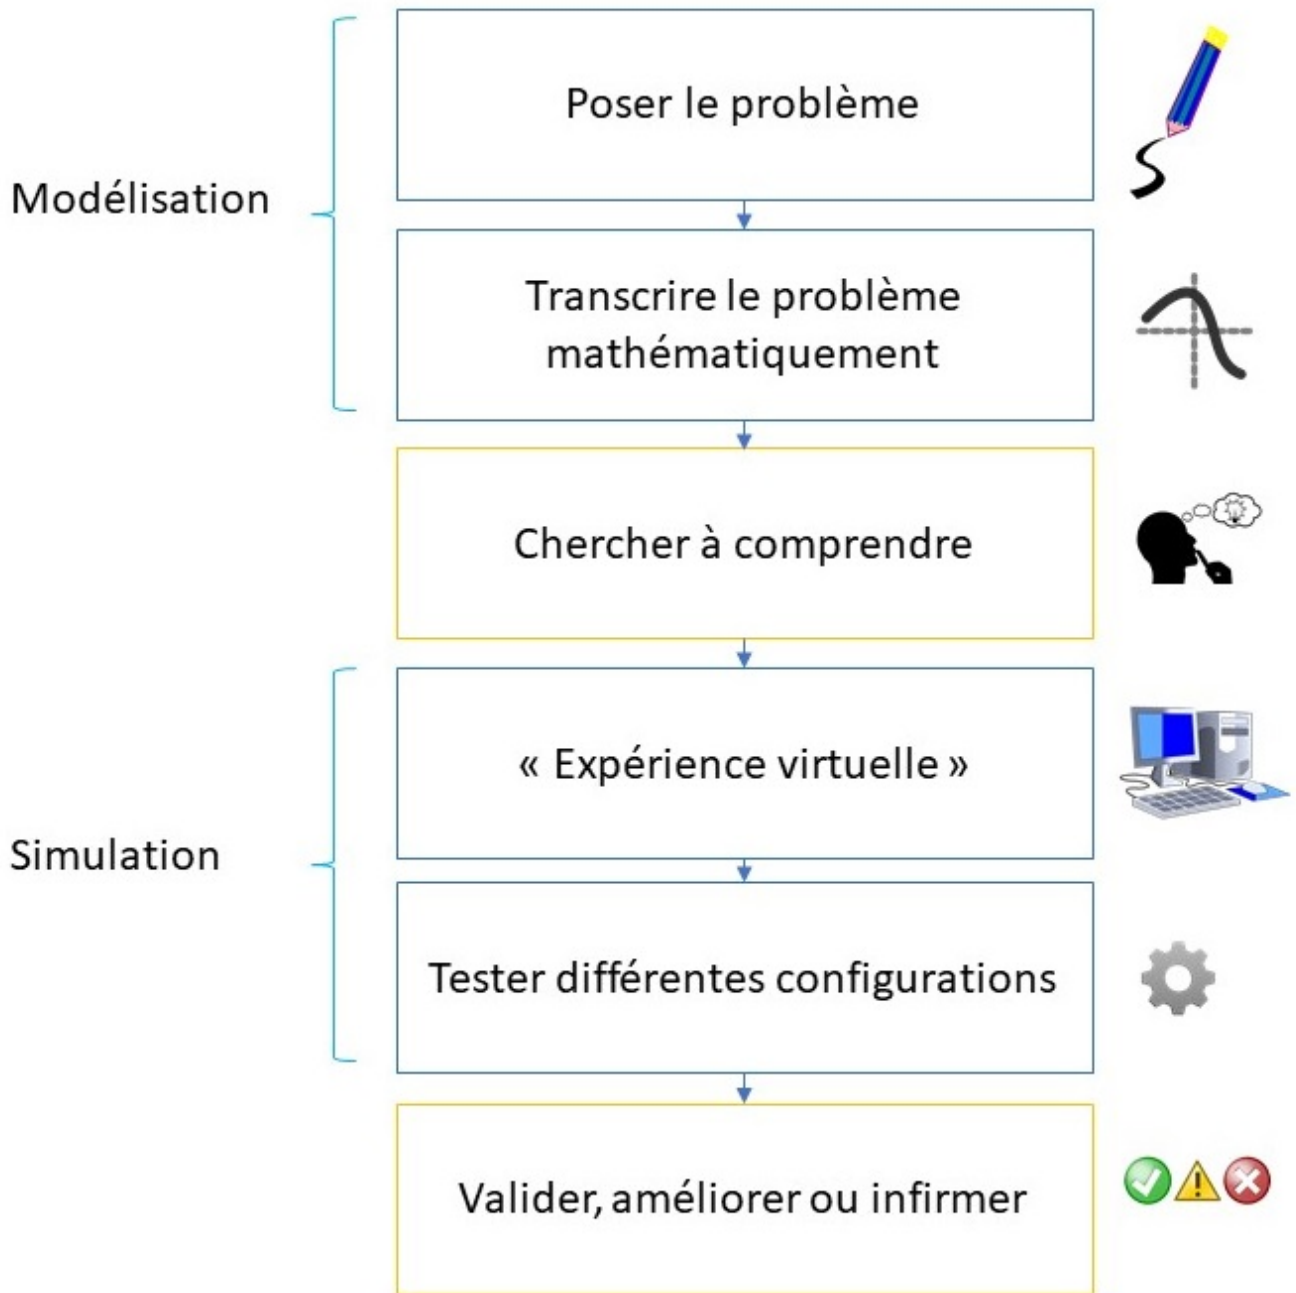 Poser le problème
Modélisation
Transcrire le problème
mathématiquement
Chercher à comprendre
« Expérience virtuelle »
Simulation
Tester différentes configurations
Valider, améliorer ou infirmer